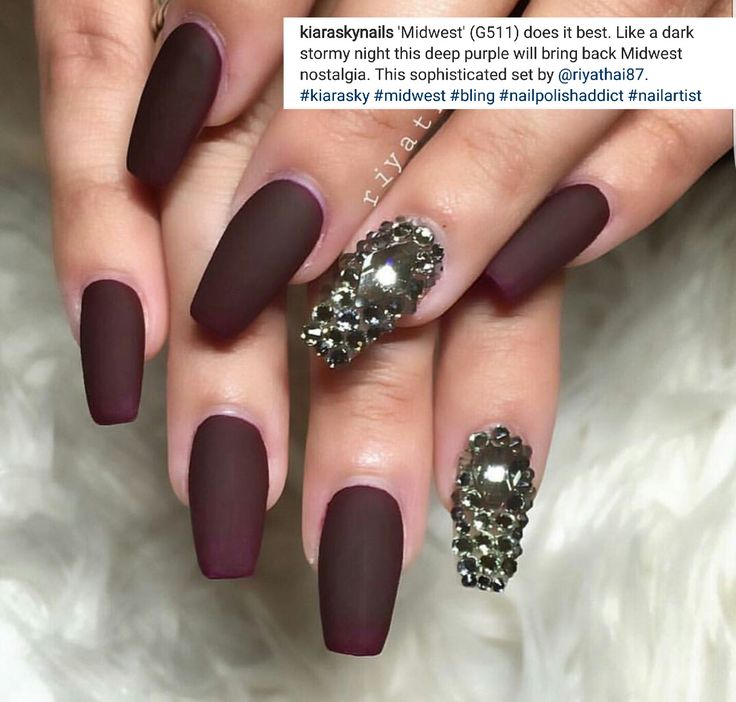 kiaraskynails 'Midwest' (G511) does it best. Like a dark
stormy night this deep purple will bring back Midwest
nostalgia. This sophisticated set by @riyathai87.
#kiarasky #midwest #bling #nailpolishaddict #nailartist
riyat